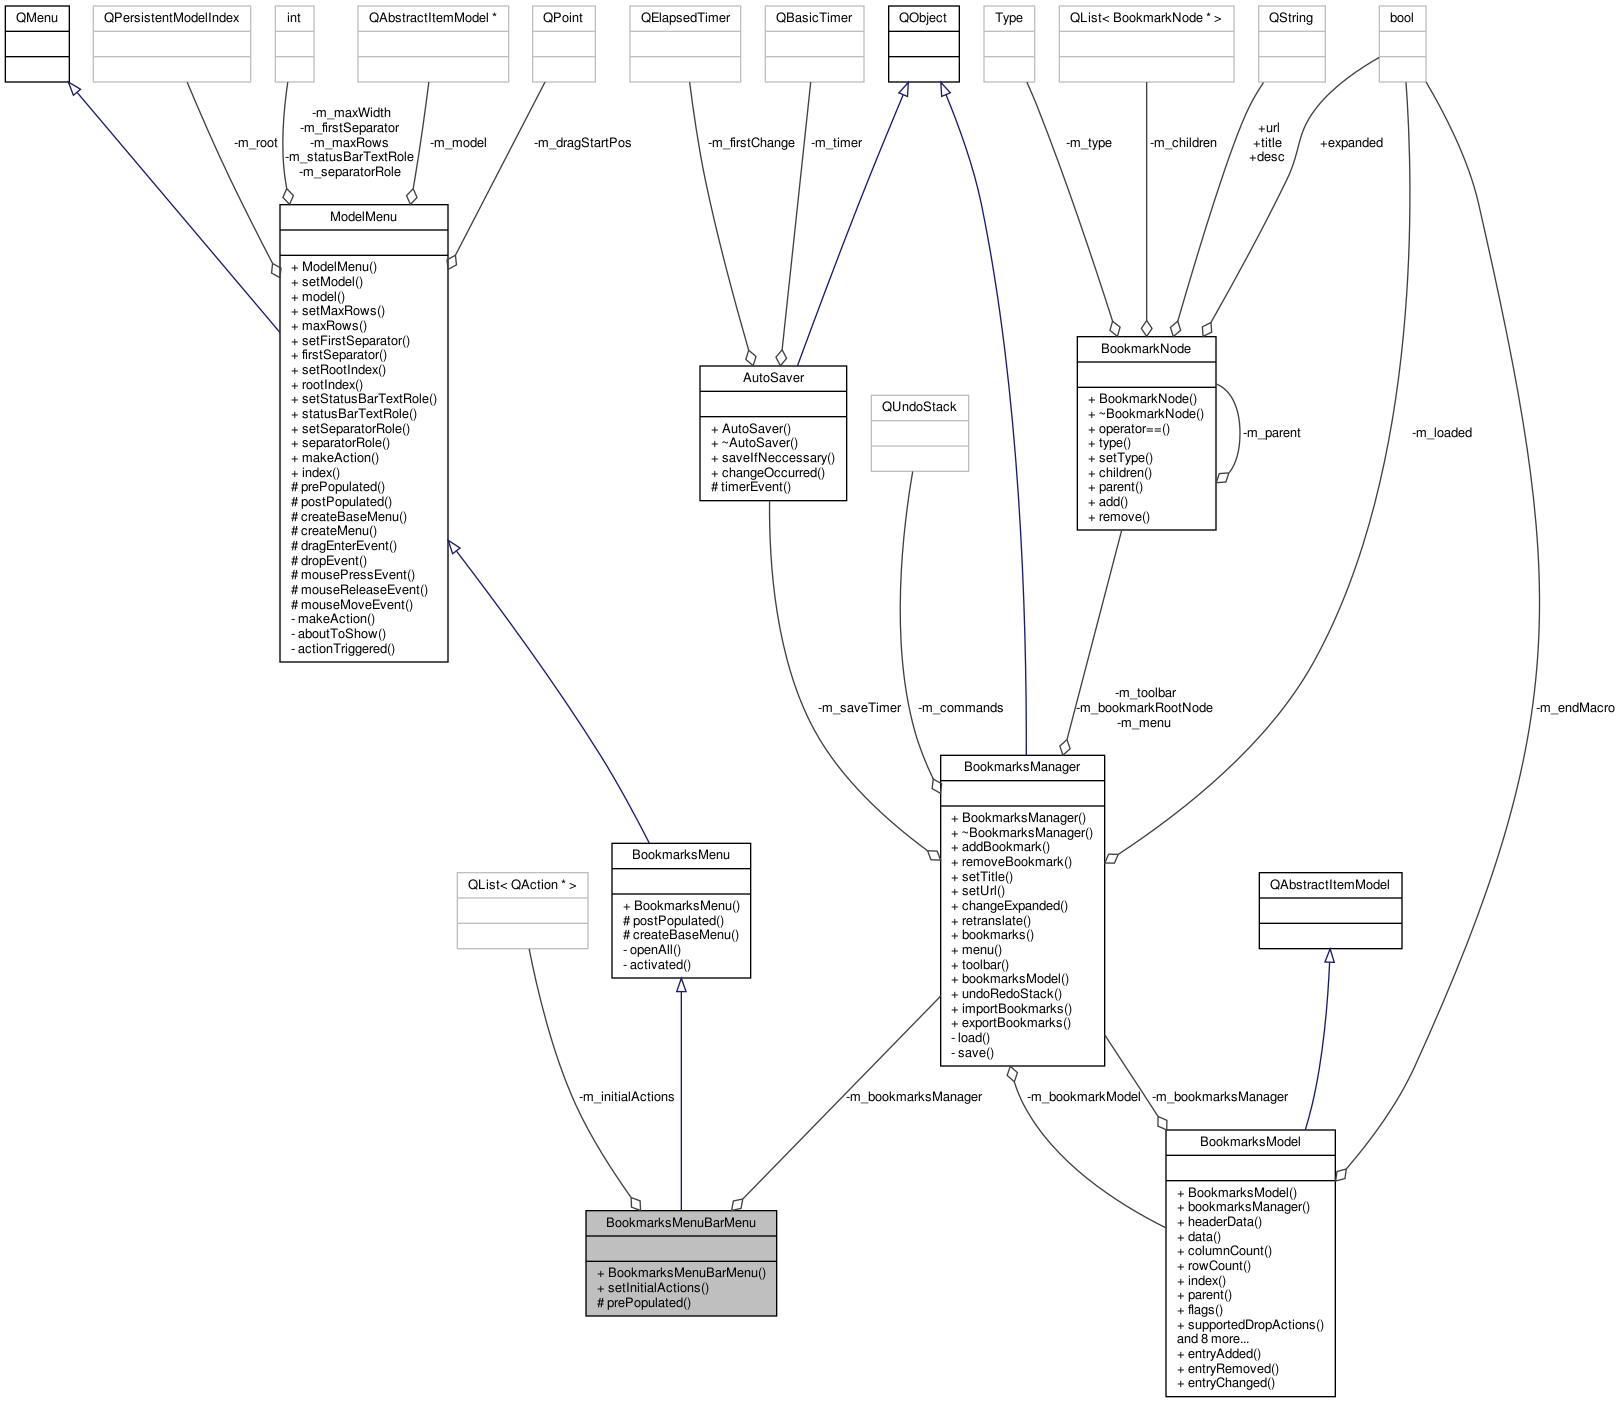 QMenu
QPersistentModelIndex
int
QAbstractItemModel *
QPoint
QElapsedTimer
QBasicTimer
QObject
Type
QList< BookmarkNode * >
QString
bool
-m_root
-m_maxWidth
-m_firstSeparator
-m_maxRows
-m_statusBarTextRole
-m_separatorRole
-m_model
-m_dragStartPos
-m_firstChange
-m_timer
-m_type
-m_children
+url
+title
+desc
+expanded
ModelMenu
+ ModelMenu()
+ setModel()
+ model()
+ setMaxRows()
+ maxRows()
+ setFirstSeparator()
+ firstSeparator()
+ setRootIndex()
+ rootIndex()
+ setStatusBarTextRole()
+ statusBarTextRole()
+ setSeparatorRole()
+ separatorRole()
+ makeAction()
+ index()
# prePopulated()
# postPopulated()
# createBaseMenu()
# createMenu()
# dragEnterEvent()
# dropEvent()
# mousePressEvent()
# mouseReleaseEvent()
# mouseMoveEvent()
- makeAction()
- aboutToShow()
- actionTriggered()
AutoSaver
+ AutoSaver()
+ ~AutoSaver()
+ saveIfNeccessary()
+ changeOccurred()
# timerEvent()
QUndoStack
BookmarkNode
+ BookmarkNode()
+ ~BookmarkNode()
+ operator==()
+ type()
+ setType()
+ children()
+ parent()
+ add()
+ remove()
-m_parent
-m_loaded
-m_saveTimer
-m_commands
-m_toolbar
-m_bookmarkRootNode
-m_menu
-m_endMacro
BookmarksManager
+ BookmarksManager()
+ ~BookmarksManager()
+ addBookmark()
+ removeBookmark()
+ setTitle()
+ setUrl()
+ changeExpanded()
+ retranslate()
+ bookmarks()
+ menu()
+ toolbar()
+ bookmarksModel()
+ undoRedoStack()
+ importBookmarks()
+ exportBookmarks()
- load()
- save()
QList< QAction * >
BookmarksMenu
+ BookmarksMenu()
# postPopulated()
# createBaseMenu()
- openAll()
- activated()
QAbstractItemModel
-m_initialActions
-m_bookmarksManager
-m_bookmarkModel
-m_bookmarksManager
BookmarksMenuBarMenu
+ BookmarksMenuBarMenu()
+ setInitialActions()
# prePopulated()
BookmarksModel
+ BookmarksModel()
+ bookmarksManager()
+ headerData()
+ data()
+ columnCount()
+ rowCount()
+ index()
+ parent()
+ flags()
+ supportedDropActions()
and 8 more...
+ entryAdded()
+ entryRemoved()
+ entryChanged()